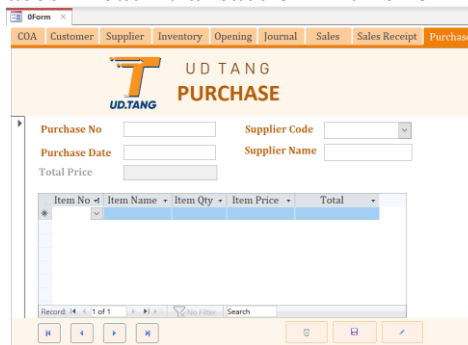 0Form
COA Customer Supplier Inventory Opening Journal Sales Sales Receipt Purchase
UD TANG
UD.TANG
PURCHASE
Purchase No
Supplier Code
Purchase Date
Supplier Name
Total Price
Item No Item Name Item Qty Item Price Total
Record: 1 of 1 No Filter Search